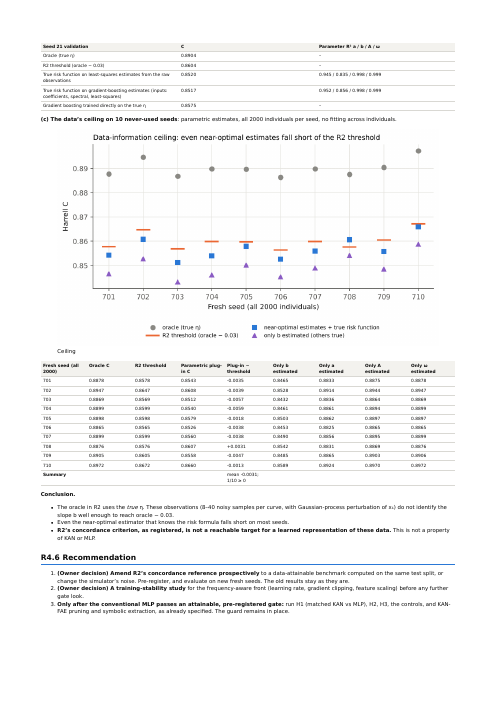 Seed 21 validation C Parameter R² a / b / A / ω
Oracle (true η) 0.8904 –
R2 threshold (oracle − 0.03) 0.8604 –
True risk function on least-squares estimates from the raw 0.8520 0.945 / 0.835 / 0.998 / 0.999
observations
True risk function on gradient-boosting estimates (inputs: 0.8517 0.952 / 0.856 / 0.998 / 0.999
coefficients, spectral, least-squares)
Gradient boosting trained directly on the true η 0.8575 –
(c) The data's ceiling on 10 never-used seeds: parametric estimates, all 2000 individuals per seed, no fitting across individuals.
Data-information ceiling: even near-optimal estimates fall short of the R2 threshold
Harrell C
0.89
0.88
0.87
0.86
0.85
701 702 703 704 705 706 707 708 709 710
Fresh seed (all 2000 individuals)
oracle (true η) near-optimal estimates + true risk function
R2 threshold (oracle − 0.03) only b estimated (others true)
Ceiling
Fresh seed (all Oracle C R2 threshold Parametric plug- Plug-in − Only b Only a Only A Only ω
2000) in C threshold estimated estimated estimated estimated
701 0.8878 0.8578 0.8543 -0.0035 0.8465 0.8833 0.8875 0.8878
702 0.8947 0.8647 0.8608 -0.0039 0.8528 0.8914 0.8944 0.8947
703 0.8869 0.8569 0.8512 -0.0057 0.8432 0.8836 0.8864 0.8869
704 0.8899 0.8599 0.8540 -0.0059 0.8461 0.8861 0.8894 0.8899
705 0.8898 0.8598 0.8579 -0.0018 0.8503 0.8862 0.8897 0.8898
706 0.8865 0.8565 0.8526 -0.0038 0.8453 0.8825 0.8865 0.8865
707 0.8899 0.8599 0.8560 -0.0038 0.8490 0.8856 0.8895 0.8899
708 0.8876 0.8576 0.8608 +0.0031 0.8542 0.8831 0.8869 0.8876
709 0.8905 0.8605 0.8558 -0.0047 0.8485 0.8865 0.8903 0.8906
710 0.8972 0.8672 0.8660 -0.0013 0.8589 0.8924 0.8970 0.8972
Summary mean -0.0031;
1/10 ≥ 0
Conclusion.
• The oracle in R2 uses the true η. These observations (8–40 noisy samples per curve, with Gaussian-process perturbation of x₁) do not identify the
slope b well enough to reach oracle − 0.03.
• Even the near-optimal estimator that knows the risk formula falls short on most seeds.
• R2's concordance criterion, as registered, is not a reachable target for a learned representation of these data. This is not a property
of KAN or MLP.
R4.6 Recommendation
1. (Owner decision) Amend R2's concordance reference prospectively to a data-attainable benchmark computed on the same test split, or
change the simulator's noise. Pre-register, and evaluate on new fresh seeds. The old results stay as they are.
2. (Owner decision) A training-stability study for the frequency-aware front (learning rate, gradient clipping, feature scaling) before any further
gate look.
3. Only after the conventional MLP passes an attainable, pre-registered gate: run H1 (matched KAN vs MLP), H2, H3, the controls, and KAN-
FAE pruning and symbolic extraction, as already specified. The guard remains in place.